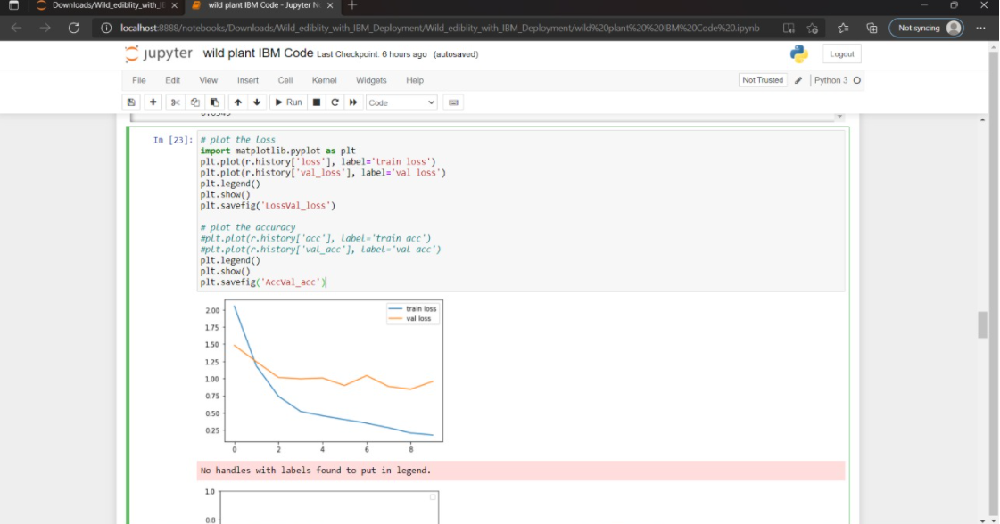 Downloads/Wild_ediblity_with_I
wild plant IBM Code - Jupyter No
localhost:8888/notebooks/Downloads/Wild_ediblity_with_IBM_Deployment/Wild_ediblity_with_IBM_Deployment/wild%20plant%20%20IBM%20Code%20.ipynb
Not syncing
jupyter wild plant IBM Code Last Checkpoint: 6 hours ago (autosaved)
Logout
File Edit View Insert Cell Kernel Widgets Help
Not Trusted
Python 3
Run
Code
In [23]: # plot the loss
import matplotlib.pyplot as plt
plt.plot(r.history['loss'], label='train loss')
plt.plot(r.history['val_loss'], label='val loss')
plt.legend()
plt.show()
plt.savefig('LossVal_loss')
# plot the accuracy
#plt.plot(r.history['acc'], label='train acc')
#plt.plot(r.history['val_acc'], label='val acc')
plt.legend()
plt.show()
plt.savefig('AccVal_acc')
train loss
val loss
2.00
1.75
1.50
1.25
1.00
0.75
0.50
0.25
0 2 4 6 8
No handles with labels found to put in legend.
1.0
0.8